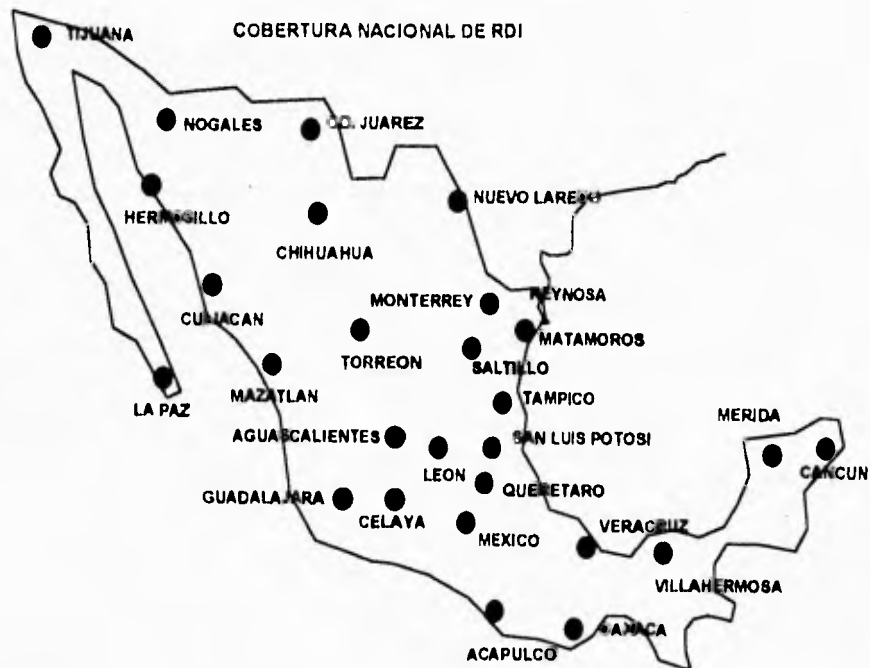 COBERTURA NACIONAL DE RDI
TIJUANA
NOGALES
CD. JUAREZ
HERMOSILLO
NUEVO LAREDO
CHIHUAHUA
CULIACAN
MONTERREY
REYNOSA
MATAMOROS
TORREON
SALTILLO
MAZATLAN
LA PAZ
TAMPICO
MERIDA
AGUASCALIENTES
SAN LUIS POTOSI
LEON
CANCUN
QUERETARO
GUADALAJARA
CELAYA
MEXICO
VERACRUZ
VILLAHERMOSA
OAXACA
ACAPULCO